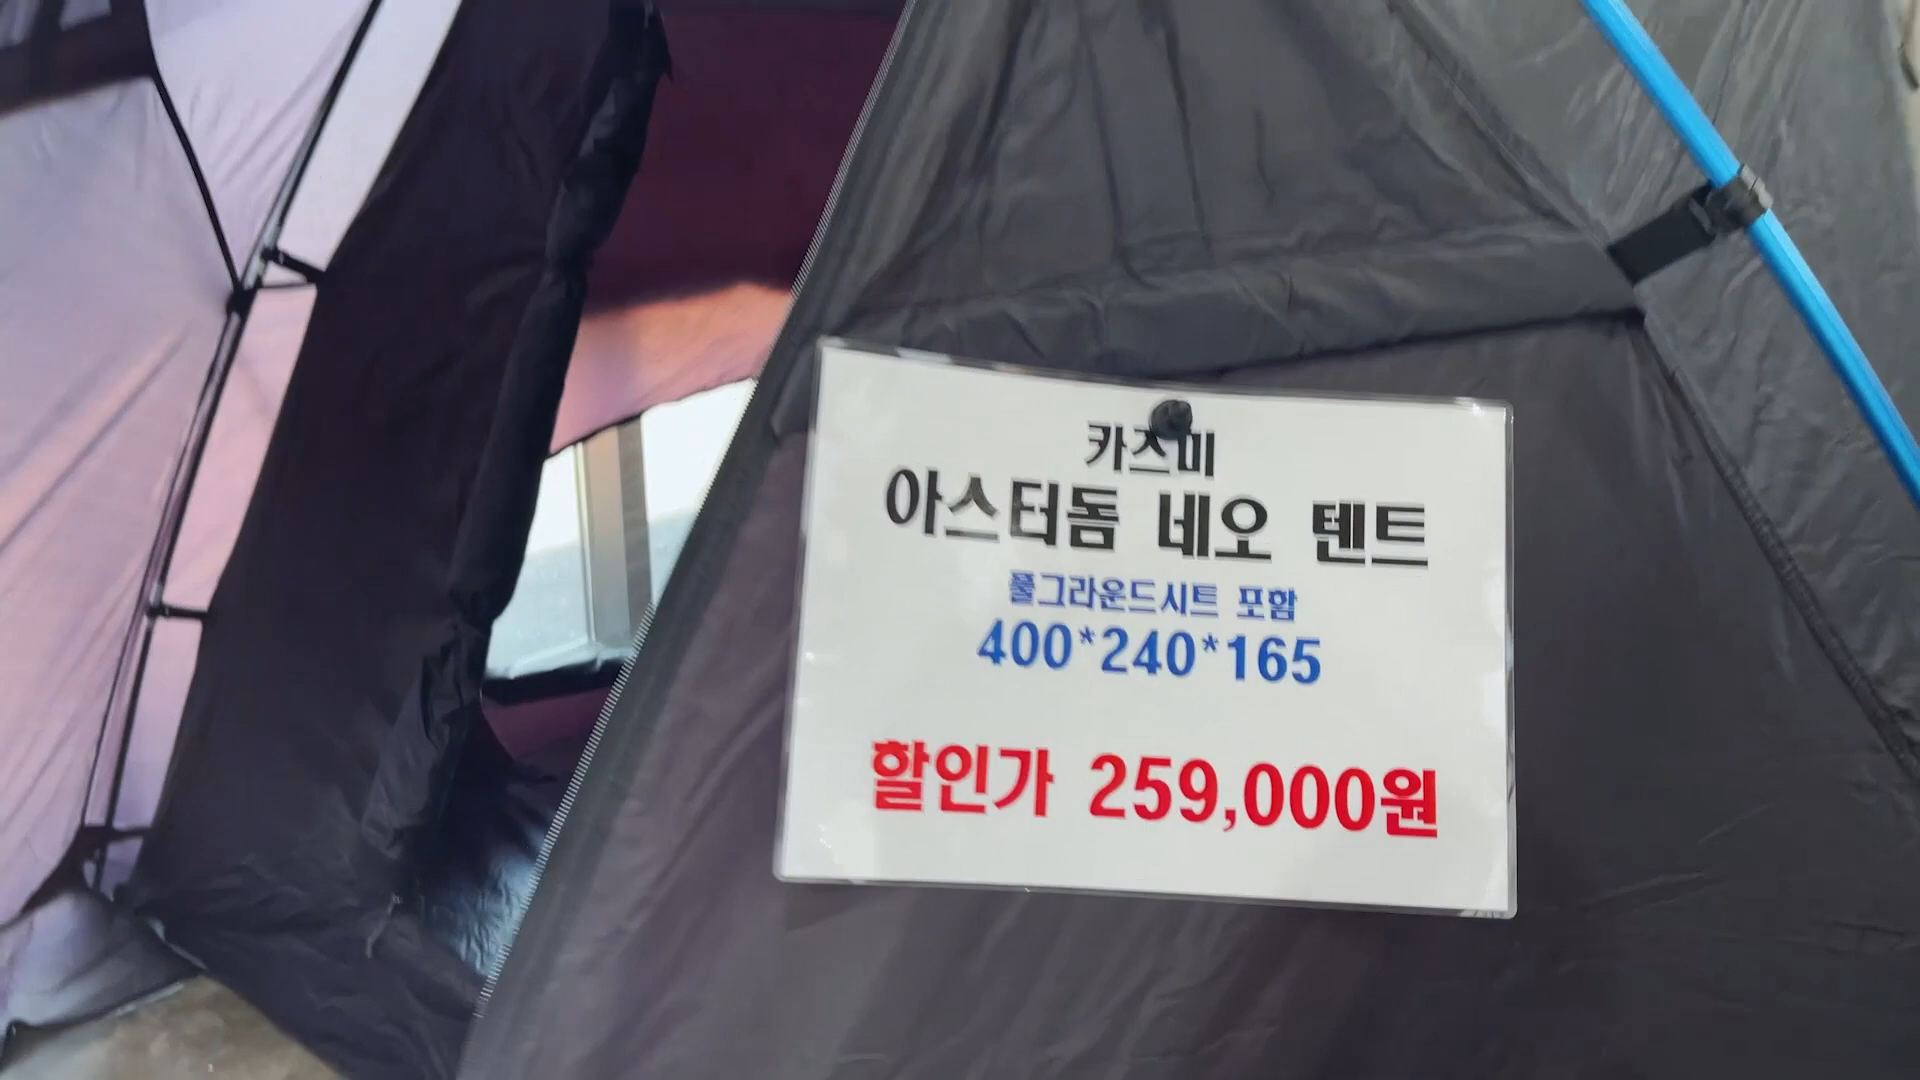 카즈미
아스터돔 네오 텐트
풀그라운드시트 포함
400*240*165
할인가 259,000원